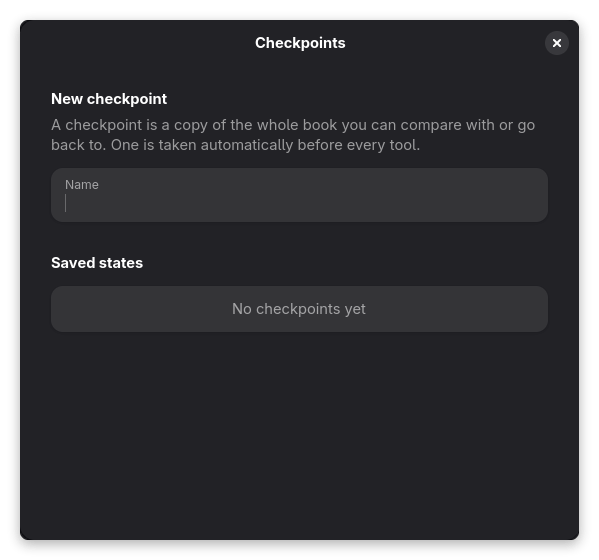 Checkpoints
New checkpoint
A checkpoint is a copy of the whole book you can compare with or go
back to. One is taken automatically before every tool.
Name
Saved states
No checkpoints yet